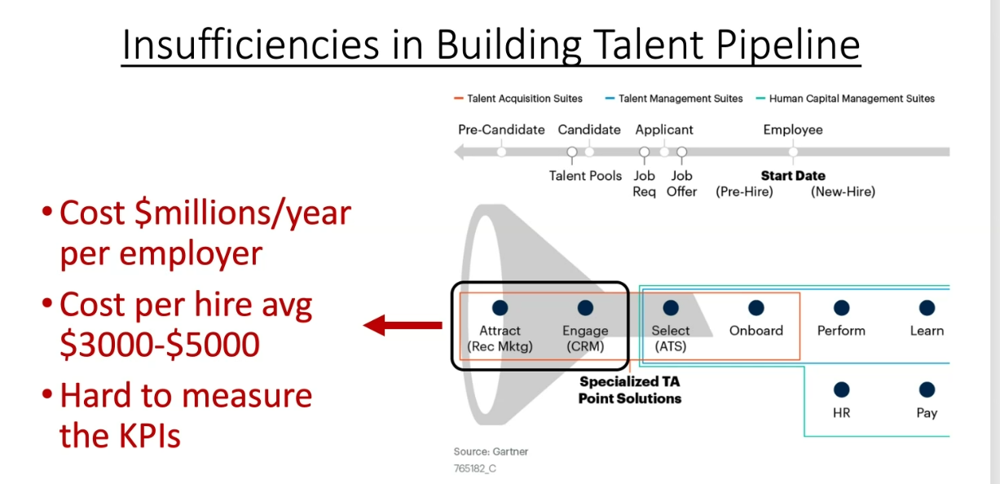 Insufficiencies in Building Talent Pipeline
• Cost $millions/year
per employer
• Cost per hire avg
$3000-$5000
• Hard to measure
the KPIs
Talent Acquisition Suites Talent Management Suites Human Capital Management Suites
Pre-Candidate Candidate Applicant Employee
Talent Pools Job Job Start Date
Req Offer (Pre-Hire) (New-Hire)
Attract Engage Select Onboard Perform Learn
(Rec Mktg) (CRM) (ATS)
Specialized TA
Point Solutions
HR Pay
Source: Gartner
765182_C